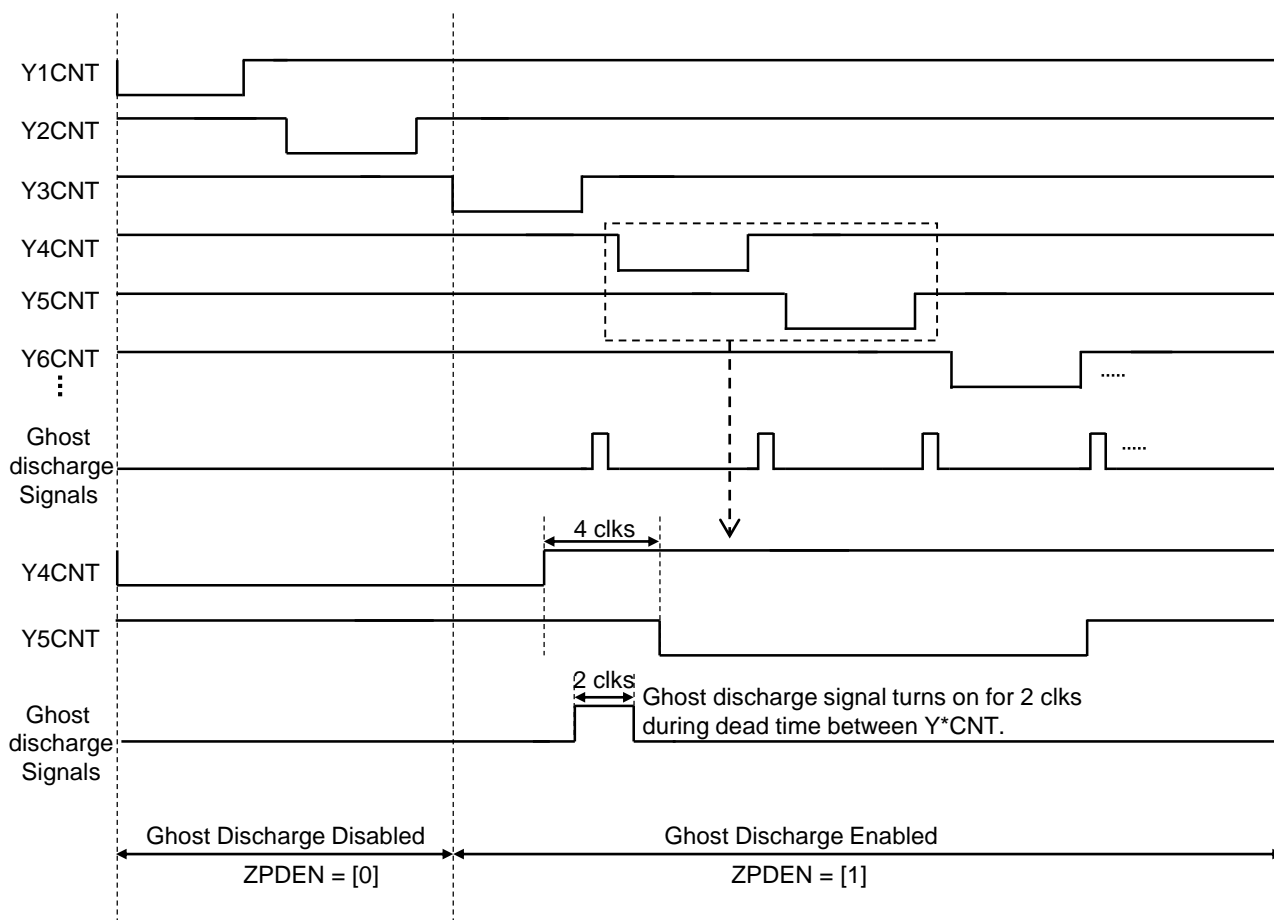 Y1CNT
Y2CNT
Y3CNT
Y4CNT
Y5CNT
Y6CNT
.....
Ghost
discharge
Signals
.....
4 clks
Y4CNT
Y5CNT
2 clks
Ghost discharge signal turns on for 2 clks
during dead time between Y*CNT.
Ghost
discharge
Signals
Ghost Discharge Disabled
ZPDEN = [0]
Ghost Discharge Enabled
ZPDEN = [1]